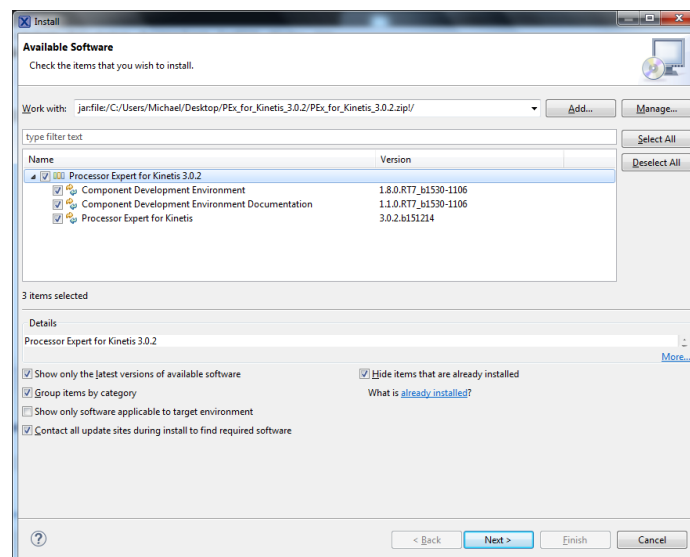 Install
Available Software
Check the items that you wish to install.
Work with: jar:file:/C:/Users/Michael/Desktop/PEx_for_Kinetis_3.0.2/PEx_for_Kinetis_3.0.2.zip!/ Add... Manage...
type filter text Select All
Name Version Deselect All
Processor Expert for Kinetis 3.0.2
Component Development Environment 1.8.0.RT7_b1530-1106
Component Development Environment Documentation 1.1.0.RT7_b1530-1106
Processor Expert for Kinetis 3.0.2.b151214
3 items selected
Details
Processor Expert for Kinetis 3.0.2
More...
Show only the latest versions of available software Hide items that are already installed
Group items by category What is already installed?
Show only software applicable to target environment
Contact all update sites during install to find required software
? < Back Next > Finish Cancel